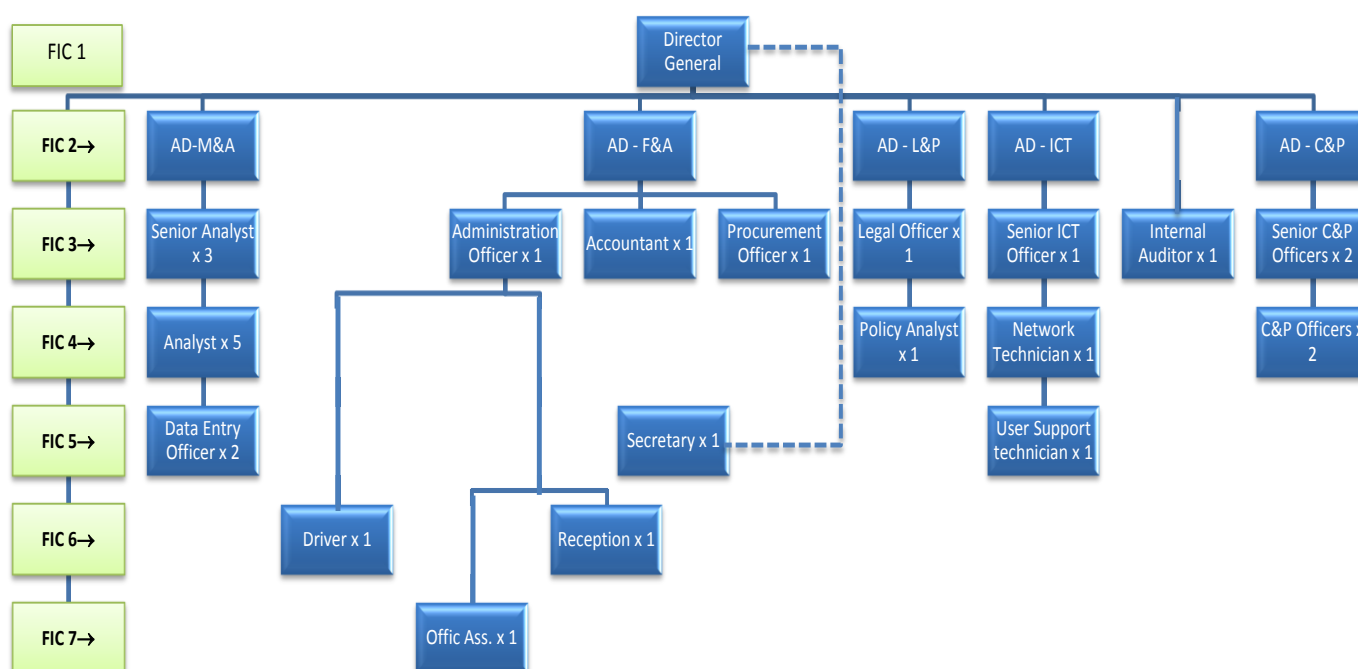 FIC 1
Director
General
FIC 2→
AD-M&A
AD - F&A
AD - L&P
AD - ICT
AD - C&P
FIC 3→
Senior Analyst
x 3
Administration
Officer x 1
Accountant x 1
Procurement
Officer x 1
Legal Officer x
1
Senior ICT
Officer x 1
Internal
Auditor x 1
Senior C&P
Officers x 2
FIC 4→
Analyst x 5
Policy Analyst
x 1
Network
Technician x 1
C&P Officers x
2
FIC 5→
Data Entry
Officer x 2
Secretary x 1
User Support
technician x 1
FIC 6→
Driver x 1
Reception x 1
FIC 7→
Offic Ass. x 1